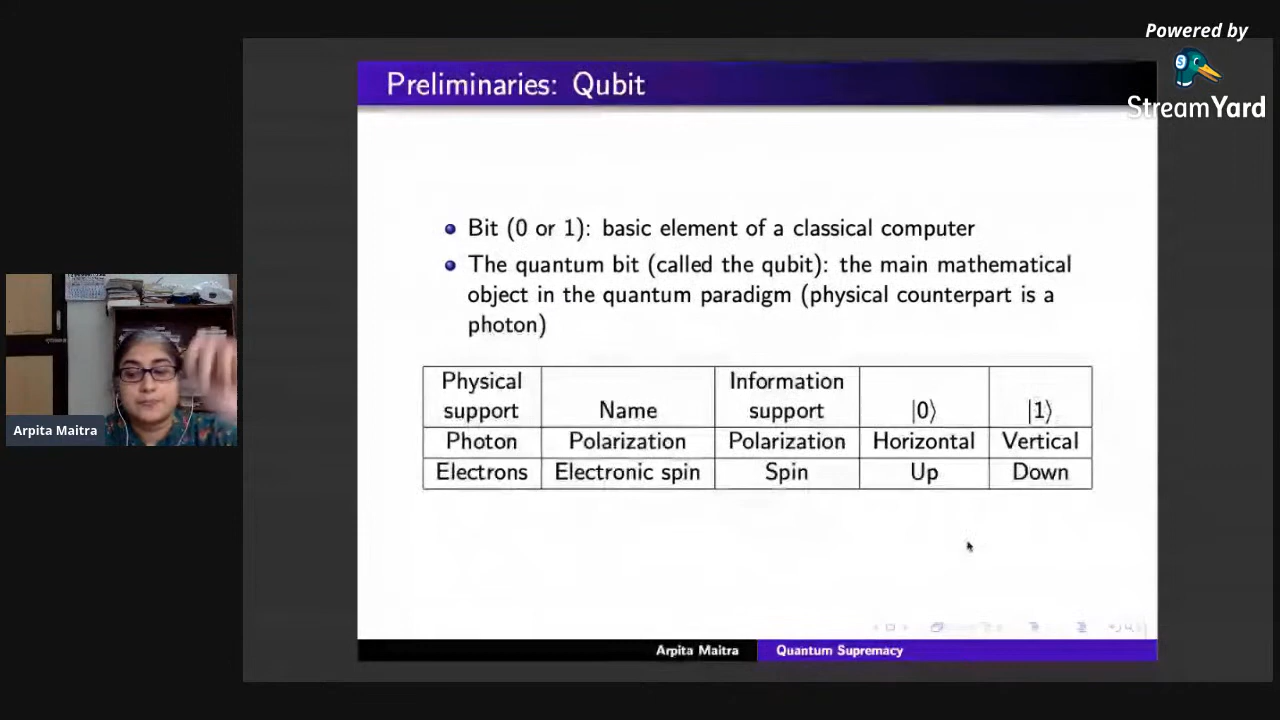 Powered by
StreamYard
Preliminaries: Qubit
Bit (0 or 1): basic element of a classical computer
The quantum bit (called the qubit): the main mathematical
object in the quantum paradigm (physical counterpart is a
photon)
Physical support Name Information support |0⟩ |1⟩
Photon Polarization Polarization Horizontal Vertical
Electrons Electronic spin Spin Up Down
Arpita Maitra
Arpita Maitra Quantum Supremacy